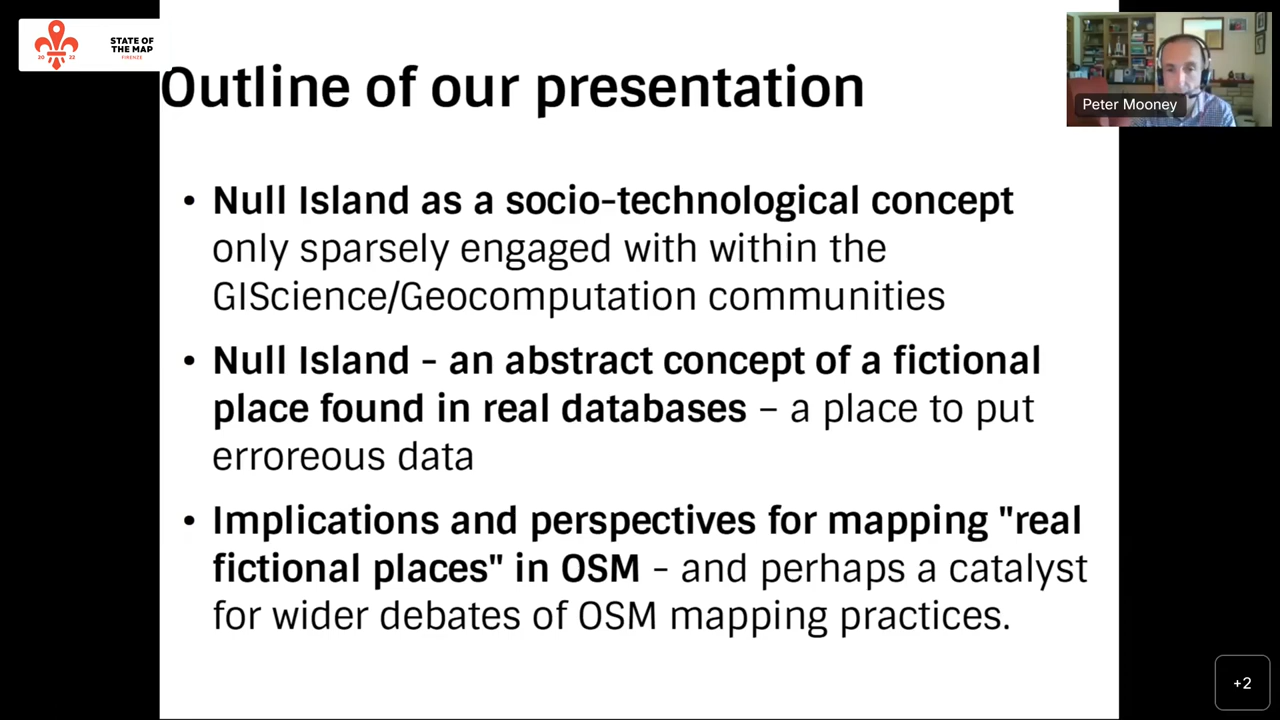 STATE OF
THE MAP
FIRENZE
20 22
Outline of our presentation
Peter Mooney
• Null Island as a socio-technological concept
only sparsely engaged with within the
GIScience/Geocomputation communities
• Null Island - an abstract concept of a fictional
place found in real databases – a place to put
erroreous data
• Implications and perspectives for mapping "real
fictional places" in OSM - and perhaps a catalyst
for wider debates of OSM mapping practices.
+2